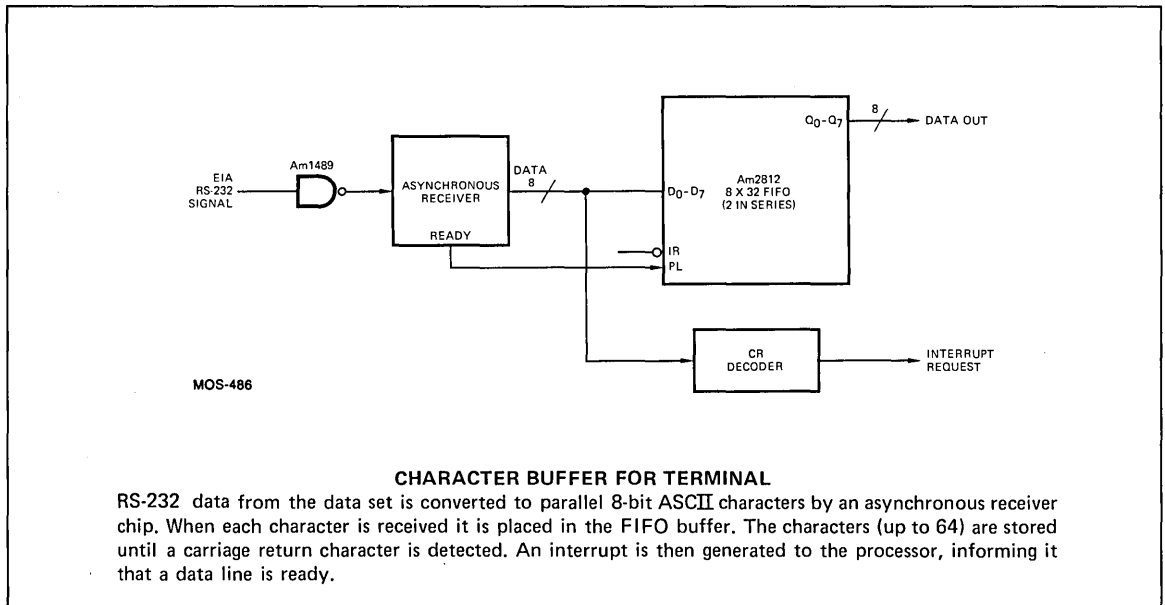 Am1489
EIA
RS-232
SIGNAL
ASYNCHRONOUS
RECEIVER
READY
DATA
8
Q0-Q7
8
DATA OUT
Am2812
8 X 32 FIFO
(2 IN SERIES)
D0-D7
IR
PL
CR
DECODER
INTERRUPT
REQUEST
MOS-486
CHARACTER BUFFER FOR TERMINAL
RS-232 data from the data set is converted to parallel 8-bit ASCII characters by an asynchronous receiver
chip. When each character is received it is placed in the FIFO buffer. The characters (up to 64) are stored
until a carriage return character is detected. An interrupt is then generated to the processor, informing it
that a data line is ready.